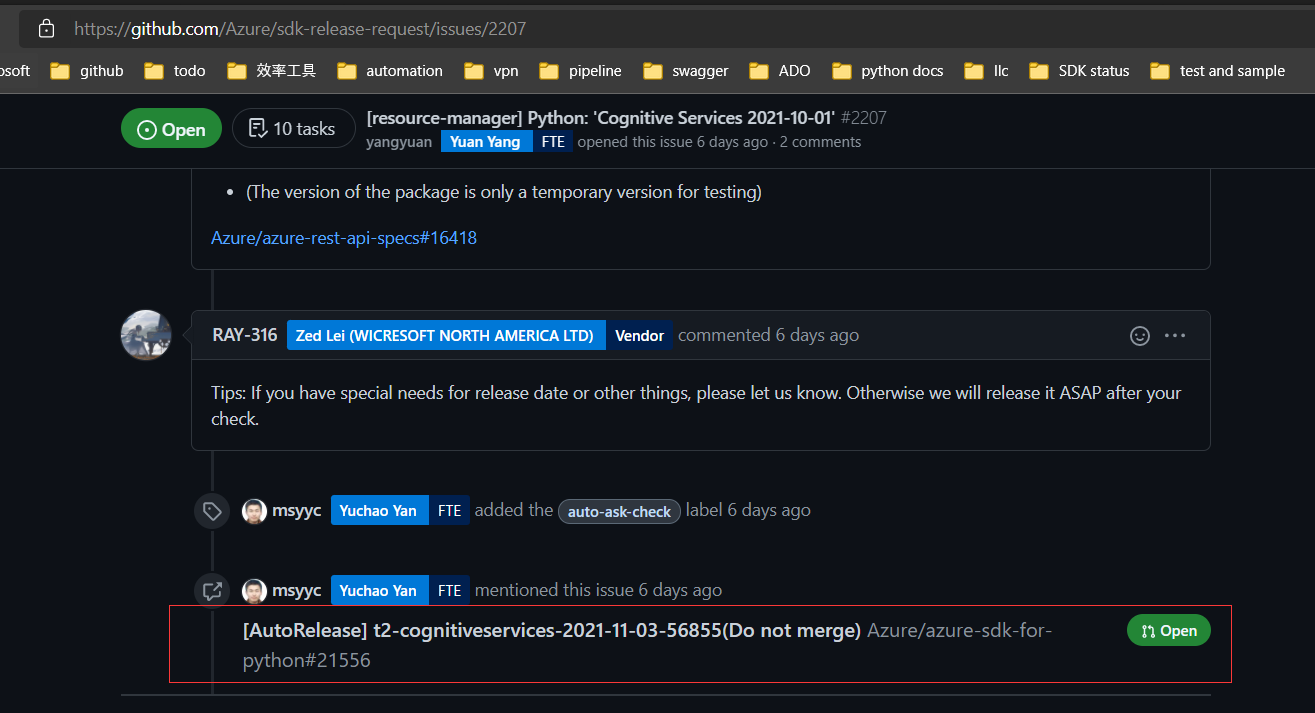 https://github.com/Azure/sdk-release-request/issues/2207
osoft github todo 效率工具 automation vpn pipeline swagger ADO python docs llc SDK status test and sample
Open 10 tasks [resource-manager] Python: 'Cognitive Services 2021-10-01' #2207
yangyuan Yuan Yang FTE opened this issue 6 days ago · 2 comments
• (The version of the package is only a temporary version for testing)
Azure/azure-rest-api-specs#16418
RAY-316 Zed Lei (WICRESOFT NORTH AMERICA LTD) Vendor commented 6 days ago
Tips: If you have special needs for release date or other things, please let us know. Otherwise we will release it ASAP after your
check.
msyyc Yuchao Yan FTE added the auto-ask-check label 6 days ago
msyyc Yuchao Yan FTE mentioned this issue 6 days ago
[AutoRelease] t2-cognitiveservices-2021-11-03-56855(Do not merge) Azure/azure-sdk-for-
python#21556
Open